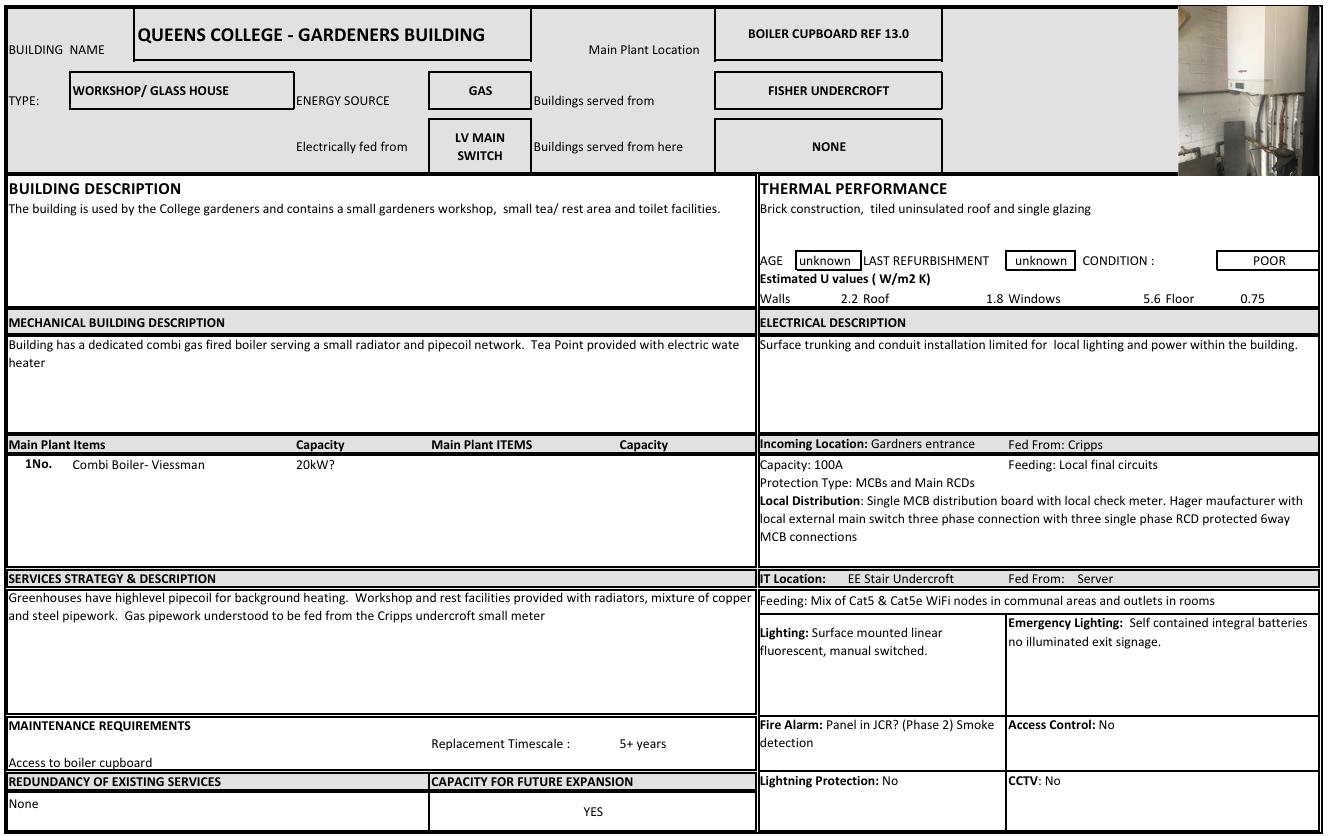 BUILDING NAME
QUEENS COLLEGE - GARDENERS BUILDING
Main Plant Location
BOILER CUPBOARD REF 13.0
TYPE:
WORKSHOP/ GLASS HOUSE
ENERGY SOURCE
GAS
Buildings served from
FISHER UNDERCROFT
Electrically fed from
LV MAIN
SWITCH
Buildings served from here
NONE
BUILDING DESCRIPTION
The building is used by the College gardeners and contains a small gardeners workshop, small tea/ rest area and toilet facilities.
THERMAL PERFORMANCE
Brick construction, tiled uninsulated roof and single glazing
AGE unknown LAST REFURBISHMENT unknown CONDITION : POOR
Estimated U values ( W/m2 K)
Walls 2.2 Roof 1.8 Windows 5.6 Floor 0.75
MECHANICAL BUILDING DESCRIPTION
Building has a dedicated combi gas fired boiler serving a small radiator and pipecoil network. Tea Point provided with electric wate
heater
ELECTRICAL DESCRIPTION
Surface trunking and conduit installation limited for local lighting and power within the building.
Main Plant Items Capacity Main Plant ITEMS Capacity
1No. Combi Boiler- Viessman 20kW?
Incoming Location: Gardners entrance Fed From: Cripps
Capacity: 100A Feeding: Local final circuits
Protection Type: MCBs and Main RCDs
Local Distribution: Single MCB distribution board with local check meter. Hager maufacturer with
local external main switch three phase connection with three single phase RCD protected 6way
MCB connections
SERVICES STRATEGY & DESCRIPTION
Greenhouses have highlevel pipecoil for background heating. Workshop and rest facilities provided with radiators, mixture of copper
and steel pipework. Gas pipework understood to be fed from the Cripps undercroft small meter
IT Location: EE Stair Undercroft Fed From: Server
Feeding: Mix of Cat5 & Cat5e WiFi nodes in communal areas and outlets in rooms
Lighting: Surface mounted linear
fluorescent, manual switched.
Emergency Lighting: Self contained integral batteries
no illuminated exit signage.
MAINTENANCE REQUIREMENTS
Replacement Timescale : 5+ years
Access to boiler cupboard
Fire Alarm: Panel in JCR? (Phase 2) Smoke
detection
Access Control: No
REDUNDANCY OF EXISTING SERVICES
None
CAPACITY FOR FUTURE EXPANSION
YES
Lightning Protection: No
CCTV: No